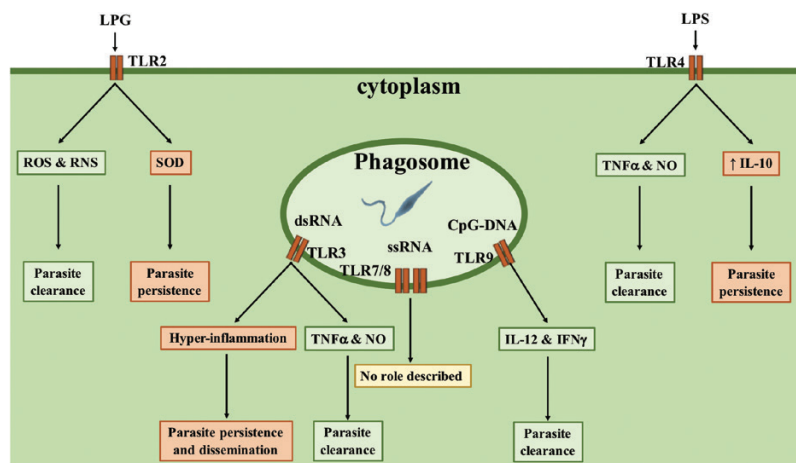 LPG
LPS
TLR2
TLR4
cytoplasm
ROS & RNS
SOD
Phagosome
TNFα & NO
↑ IL-10
dsRNA
CpG-DNA
TLR3
ssRNA
TLR7/8
TLR9
Parasite
clearance
Parasite
persistence
Parasite
clearance
Parasite
persistence
Hyper-inflammation
TNFα & NO
IL-12 & IFNγ
No role described
Parasite persistence
and dissemination
Parasite
clearance
Parasite
clearance